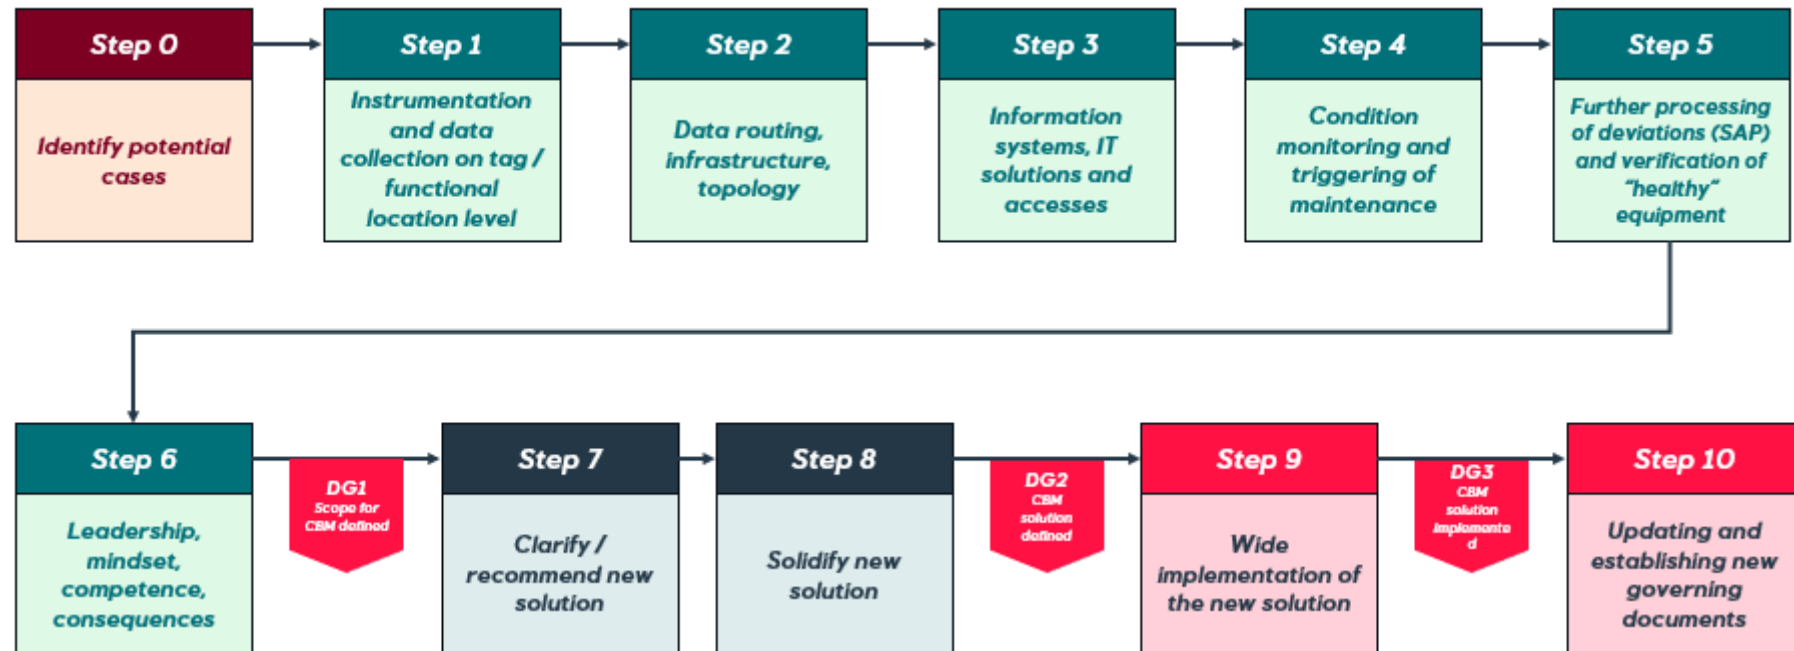 Step 0
Identify potential
cases
Step 1
Instrumentation
and data
collection on tag /
functional
location level
Step 2
Data routing,
infrastructure,
topology
Step 3
Information
systems, IT
solutions and
accesses
Step 4
Condition
monitoring and
triggering of
maintenance
Step 5
Further processing
of deviations (SAP)
and verification of
"healthy"
equipment
Step 6
Leadership,
mindset,
competence,
consequences
DG1
Scope for
CBM defined
Step 7
Clarify /
recommend new
solution
Step 8
Solidify new
solution
DG2
CBM
solution
defined
Step 9
Wide
implementation of
the new solution
DG3
CBM
solution
implemente
d
Step 10
Updating and
establishing new
governing
documents